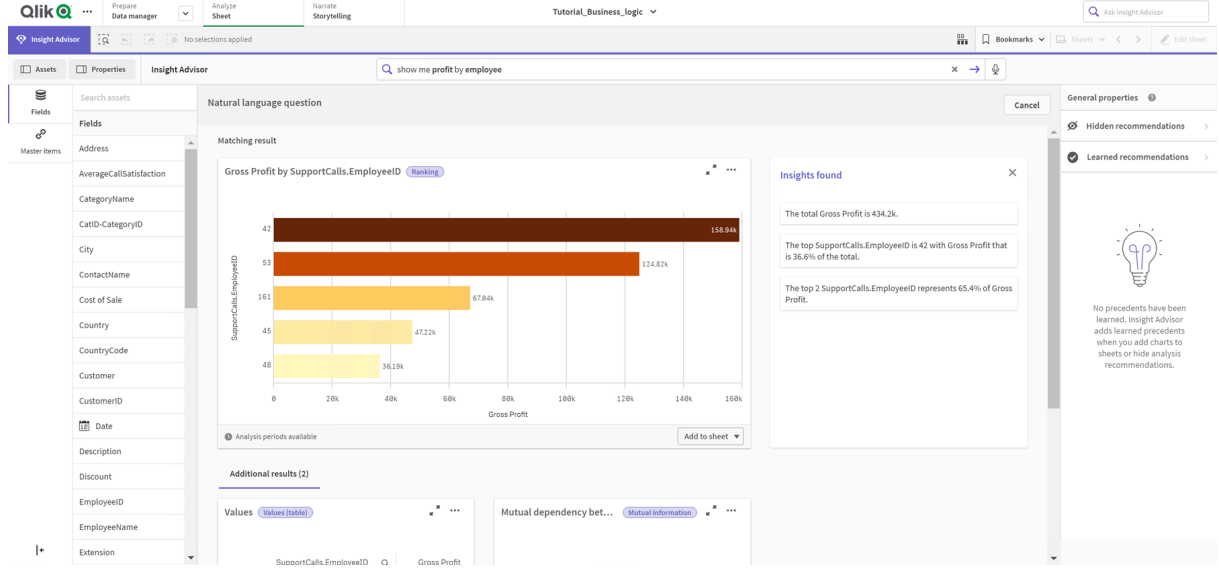 Qlik
Prepare
Data manager
Analyze
Sheet
Narrate
Storytelling
Tutorial_Business_logic
Ask Insight Advisor
Insight Advisor
No selections applied
Bookmarks
Sheets
Edit sheet
Assets
Properties
Insight Advisor
show me profit by employee
Fields
Master items
Search assets
Fields
Address
AverageCallSatisfaction
CategoryName
CatID-CategoryID
City
ContactName
Cost of Sale
Country
CountryCode
Customer
CustomerID
Date
Description
Discount
EmployeeID
EmployeeName
Extension
Natural language question
Cancel
Matching result
Gross Profit by SupportCalls.EmployeeID
Ranking
SupportCalls.EmployeeID
42
158.94k
53
124.82k
161
67.04k
45
47.22k
48
36.19k
0 20k 40k 60k 80k 100k 120k 140k 160k
Gross Profit
Analysis periods available
Add to sheet
Insights found
The total Gross Profit is 434.2k.
The top SupportCalls.EmployeeID is 42 with Gross Profit that
is 36.6% of the total.
The top 2 SupportCalls.EmployeeID represents 65.4% of Gross
Profit.
Additional results (2)
Values
Values (table)
SupportCalls.EmployeeID
Gross Profit
Mutual dependency bet...
Mutual information
General properties
Hidden recommendations
Learned recommendations
No precedents have been
learned. Insight Advisor
adds learned precedents
when you add charts to
sheets or hide analysis
recommendations.